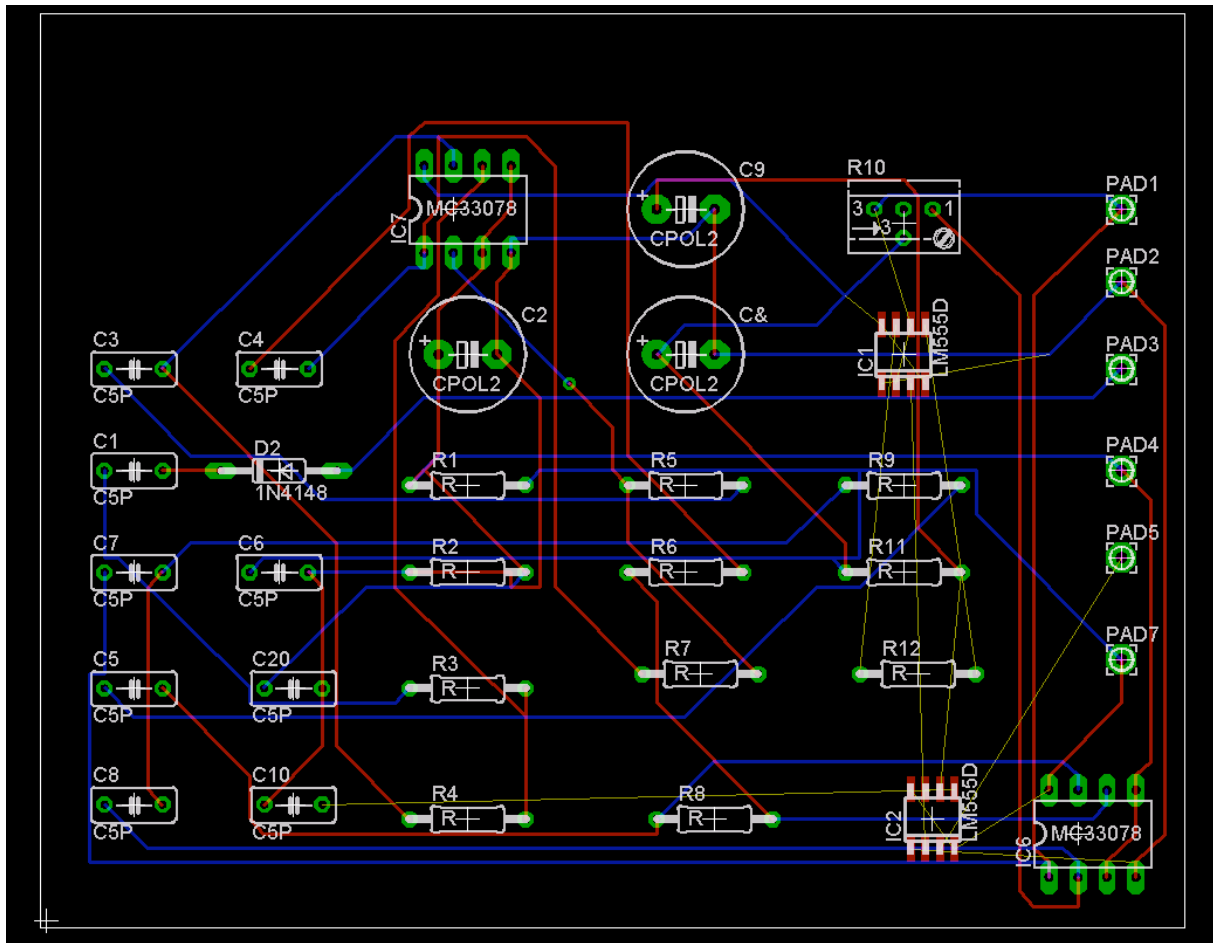 C9
R10
PAD1
3
1
MC33078
+
3
IC7
CPOL2
PAD2
C2
C&
LM555D
C3
C4
+
+
IC1
PAD3
CPOL2
CPOL2
C5P
C5P
C1
D2
PAD4
R1
R5
R9
C5P
1N4148
R-
R-
R-
C7
C6
R2
R6
R11
PAD5
R-
R-
R-
C5P
C5P
C5
C20
R3
R7
R12
PAD7
R-
R-
R-
C5P
C5P
C8
C10
R4
R8
LM555D
R-
R-
IC2
MC33078
IC6
C5P
C5P